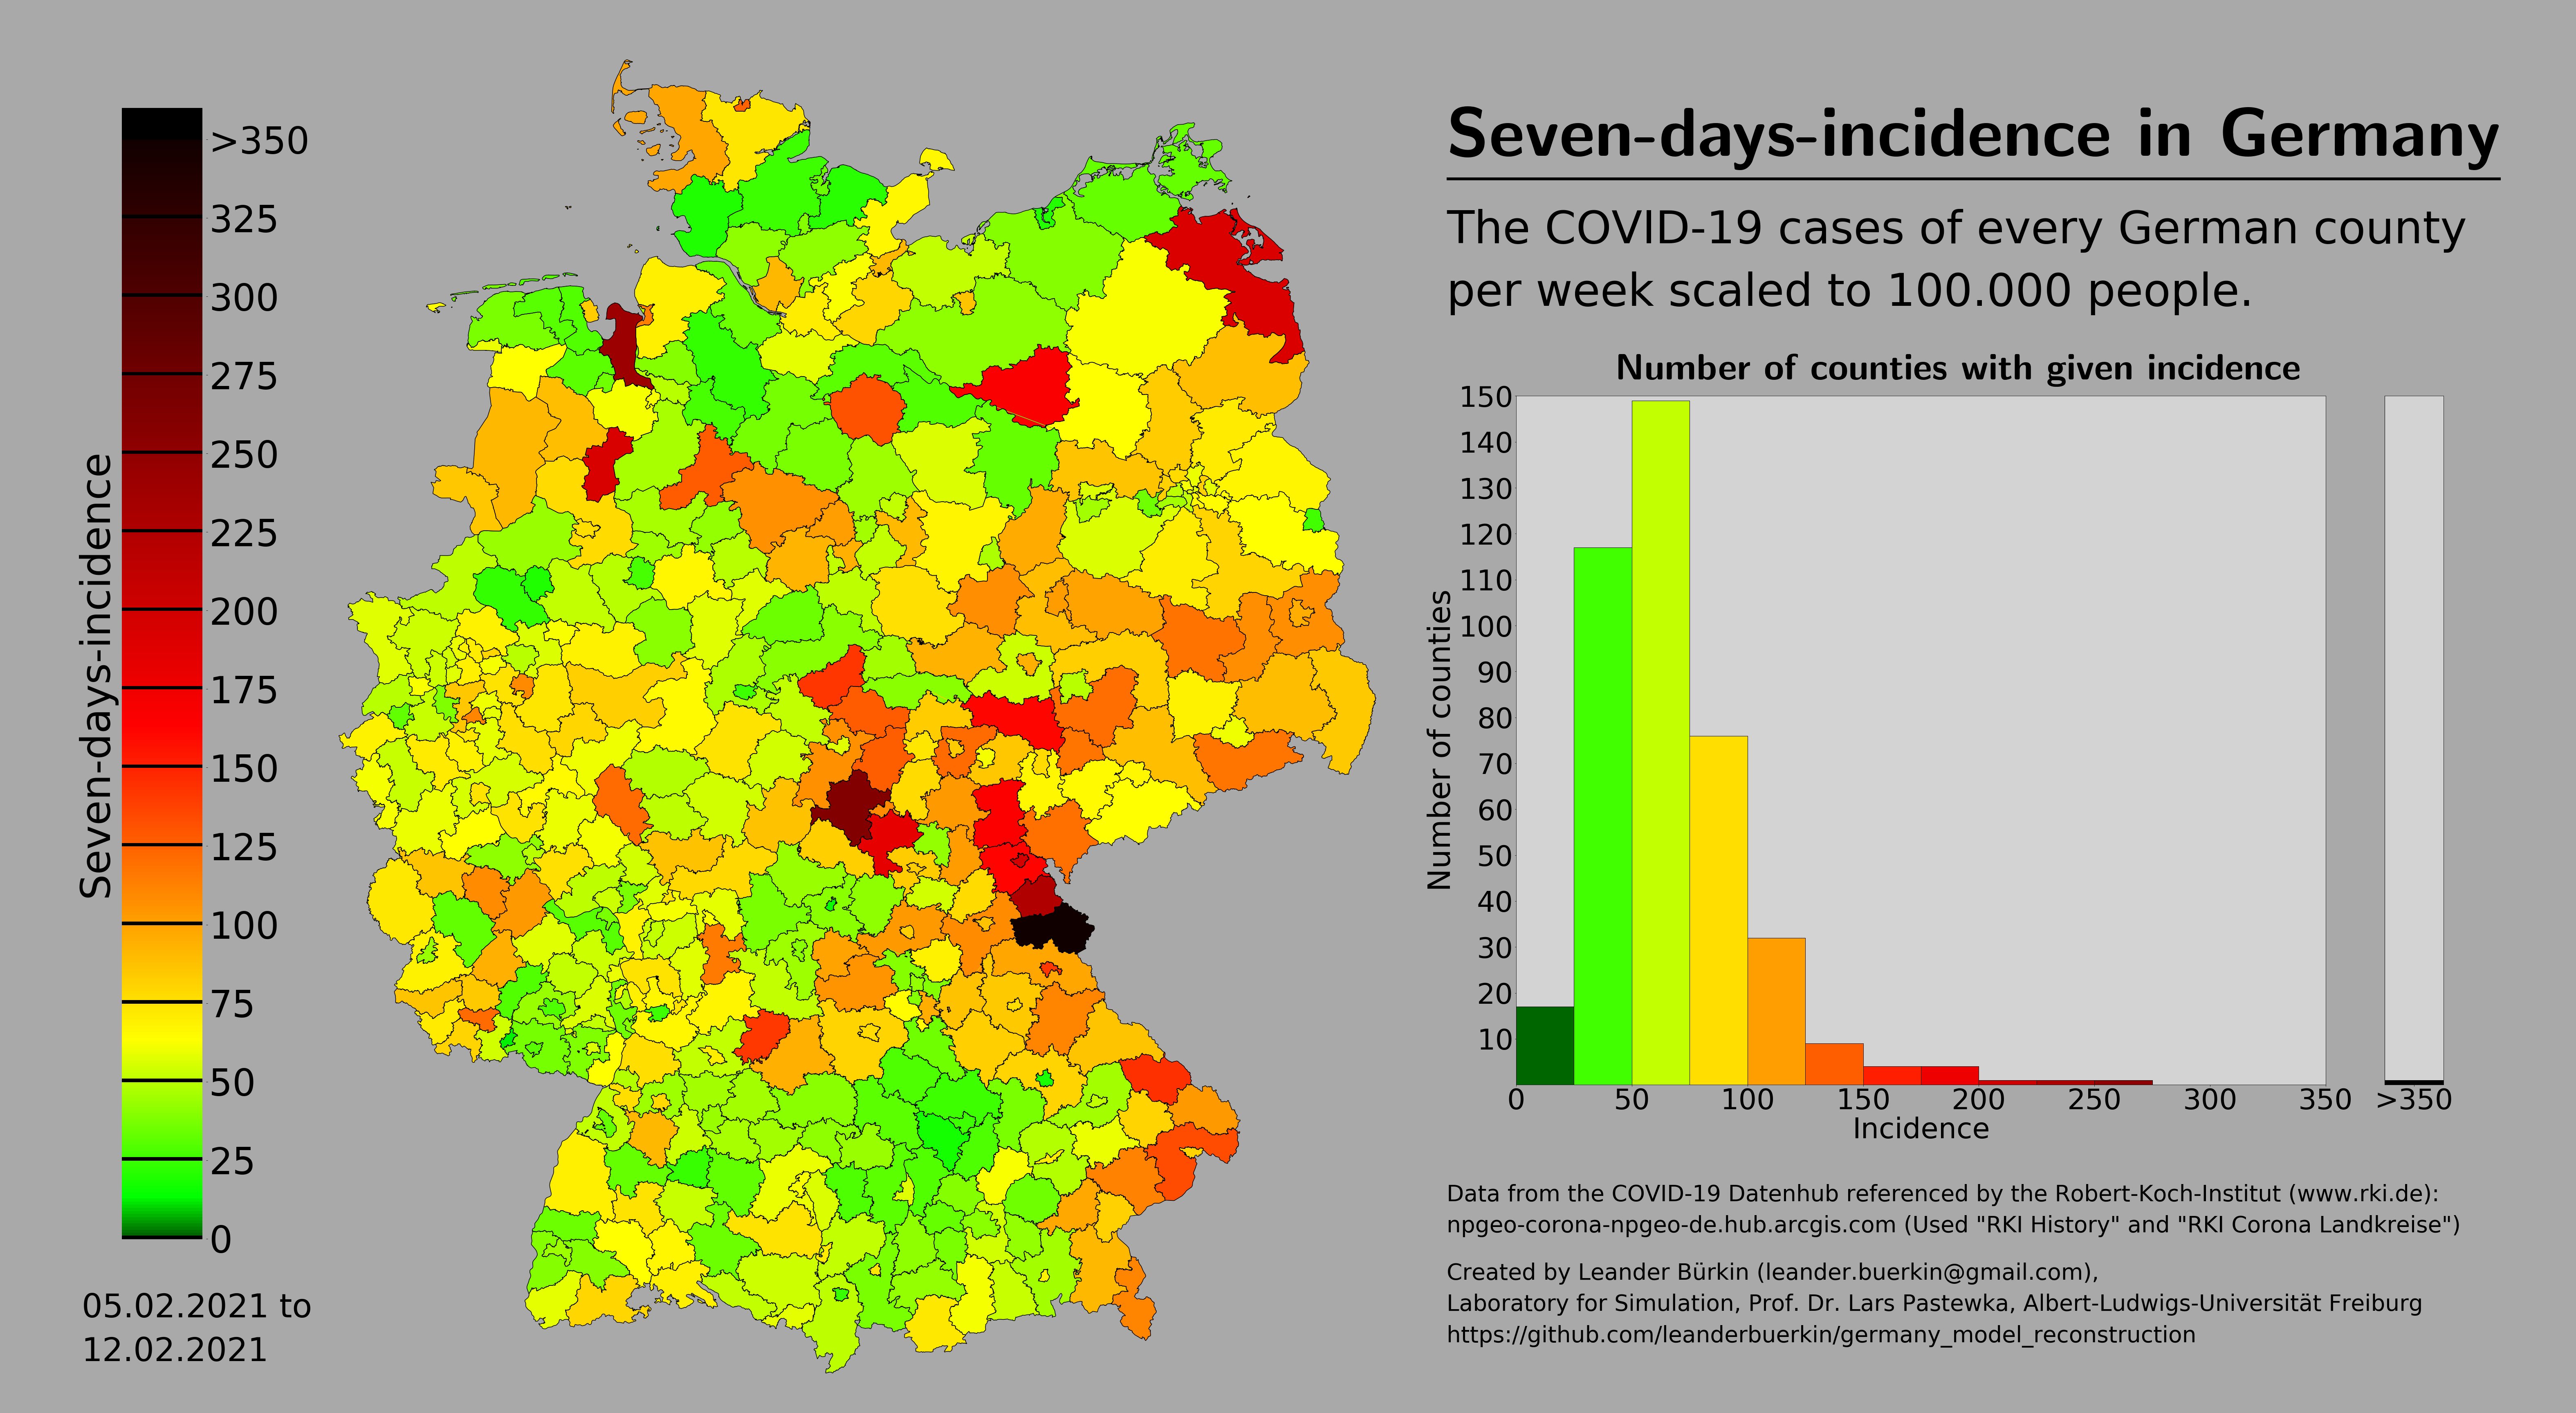 Seven-days-incidence in Germany
The COVID-19 cases of every German county
per week scaled to 100.000 people.
>350
325
300
275
250
225
200
175
150
125
100
75
50
25
0
Seven-days-incidence
05.02.2021 to
12.02.2021
Number of counties with given incidence
150
140
130
120
110
100
90
80
70
60
50
40
30
20
10
Number of counties
0 50 100 150 200 250 300 350 >350
Incidence
Data from the COVID-19 Datenhub referenced by the Robert-Koch-Institut (www.rki.de):
npgeo-corona-npgeo-de.hub.arcgis.com (Used "RKI History" and "RKI Corona Landkreise")
Created by Leander Bürkin (leander.buerkin@gmail.com),
Laboratory for Simulation, Prof. Dr. Lars Pastewka, Albert-Ludwigs-Universität Freiburg
https://github.com/leanderbuerkin/germany_model_reconstruction